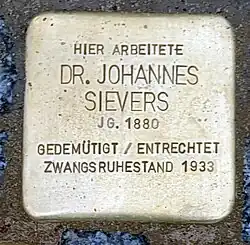 HIER ARBEITETE
DR. JOHANNES
SIEVERS
JG. 1880
GEDEMÜTIGT / ENTRECHTET
ZWANGSRUHESTAND 1933